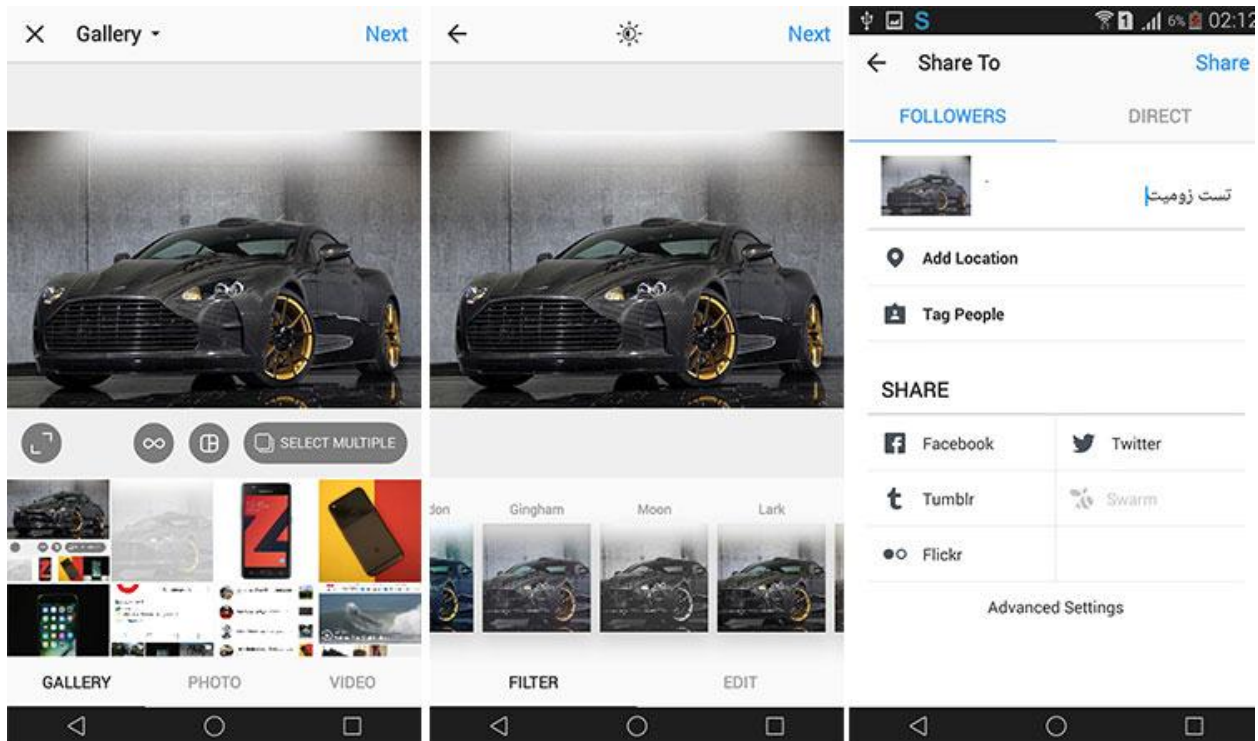 Gallery
Next
SELECT MULTIPLE
GALLERY
PHOTO
VIDEO
Next
Gingham
Moon
Lark
FILTER
EDIT
S
1
6%
02:12
Share To
Share
FOLLOWERS
DIRECT
تست زومیت
Add Location
Tag People
SHARE
Facebook
Twitter
Tumblr
Swarm
Flickr
Advanced Settings